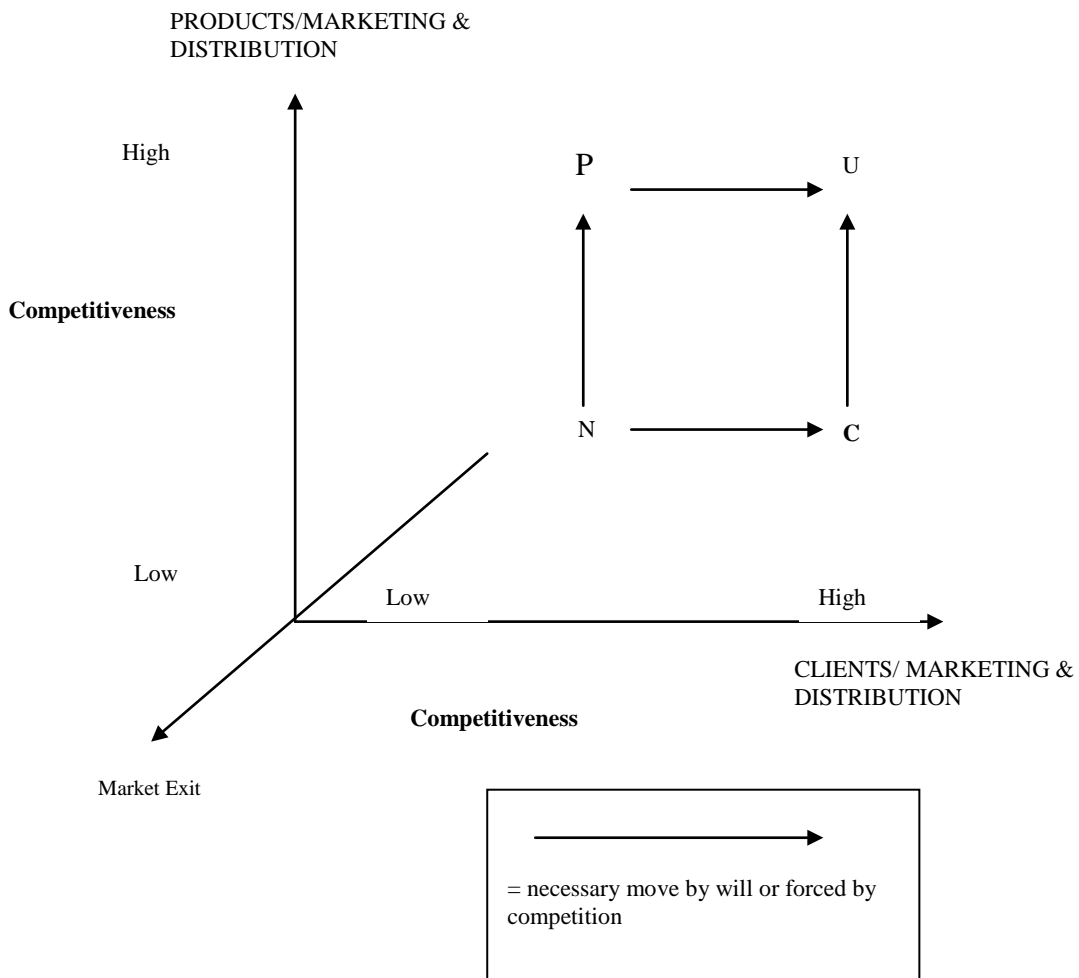 PRODUCTS/MARKETING &
DISTRIBUTION
High
P
U
Competitiveness
N
C
Low
Low
High
CLIENTS/ MARKETING &
DISTRIBUTION
Competitiveness
Market Exit
= necessary move by will or forced by
competition